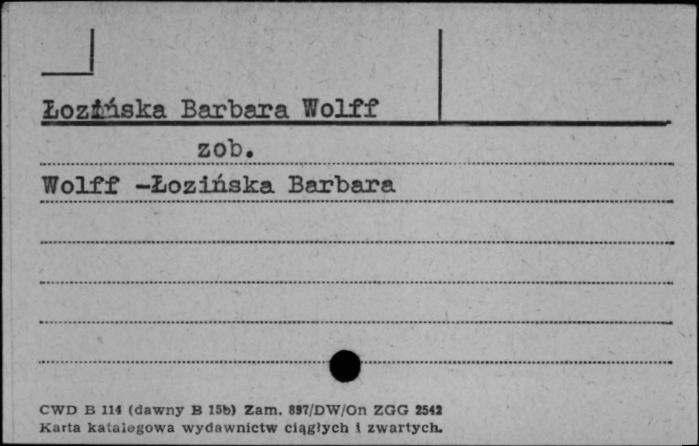 Łozińska Barbara Wolff
zob.
Wolff -Łozińska Barbara
CWD B 114 (dawny B 15b) Zam. 897/DW/On ZGG 2542
Karta katalogowa wydawnictw ciągłych i zwartych.